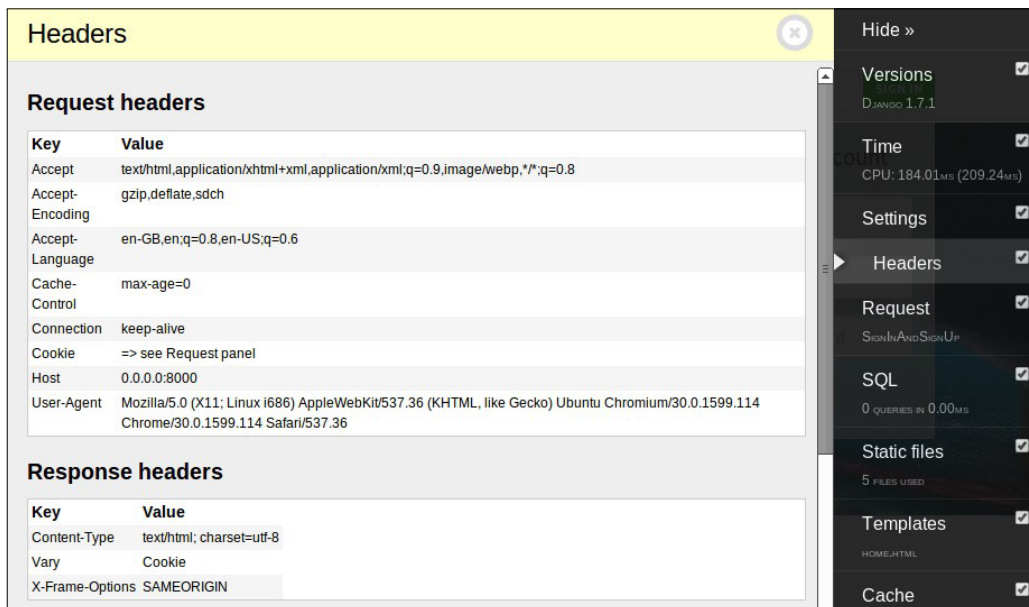 Headers
Request headers
Key Value
Accept text/html,application/xhtml+xml,application/xml;q=0.9,image/webp,*/*;q=0.8
Accept-
Encoding gzip,deflate,sdch
Accept-
Language en-GB,en;q=0.8,en-US;q=0.6
Cache-
Control max-age=0
Connection keep-alive
Cookie => see Request panel
Host 0.0.0.0:8000
User-Agent Mozilla/5.0 (X11; Linux i686) AppleWebKit/537.36 (KHTML, like Gecko) Ubuntu Chromium/30.0.1599.114
Chrome/30.0.1599.114 Safari/537.36
Response headers
Key Value
Content-Type text/html; charset=utf-8
Vary Cookie
X-Frame-Options SAMEORIGIN
Hide »
Versions
SIGN IN
Django 1.7.1
Time
CPU: 184.01ms (209.24ms)
Settings
Headers
Request
SignInAndSignUp
SQL
0 queries in 0.00ms
Static files
5 files used
Templates
home.html
Cache